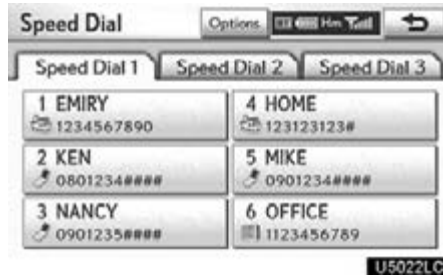 Speed Dial Options Hm
Speed Dial 1 Speed Dial 2 Speed Dial 3
1 EMIRY
1234567890
4 HOME
123123123#
2 KEN
0801234####
5 MIKE
0901234####
3 NANCY
0901235####
6 OFFICE
1123456789
U5022LC